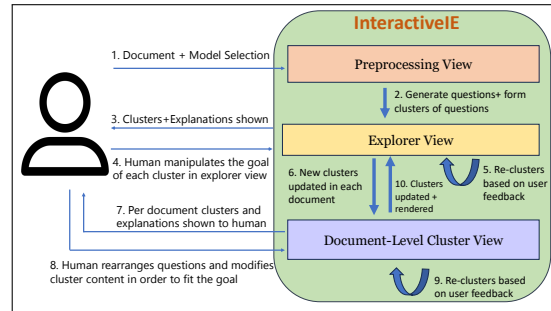 InteractiveIE
1. Document + Model Selection
Preprocessing View
2. Generate questions+ form
clusters of questions
3. Clusters+Explanations shown
Explorer View
4. Human manipulates the goal
of each cluster in explorer view
5. Re-clusters
based on user
feedback
6. New clusters
updated in each
document
10. Clusters
updated +
rendered
7. Per document clusters and
explanations shown to human
Document-Level Cluster View
8. Human rearranges questions and modifies
cluster content in order to fit the goal
9. Re-clusters based
on user feedback